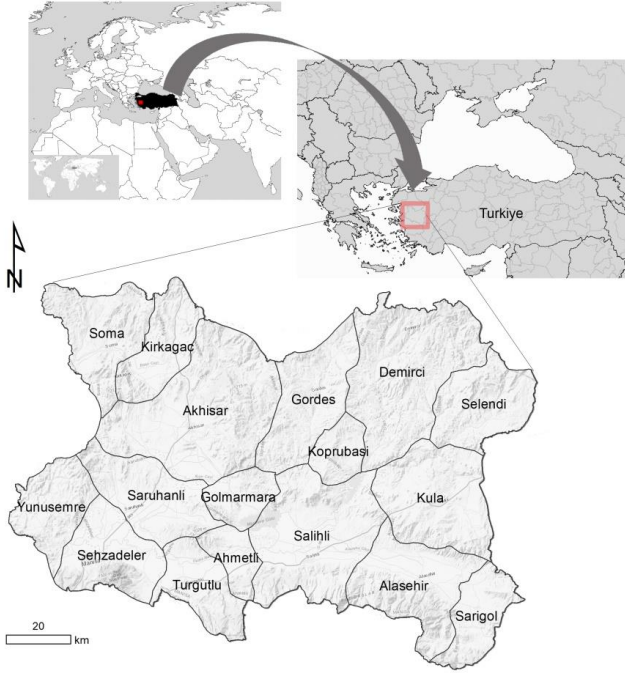 Turkiye
N
Soma
Kirkagac
Demirci
Akhisar
Gordes
Selendi
Koprubasi
Saruhanli
Golmarmara
Kula
Yunusemre
Salihli
Sehzadeler
Ahmetli
Turgutlu
Alasehir
Sarigol
20
km